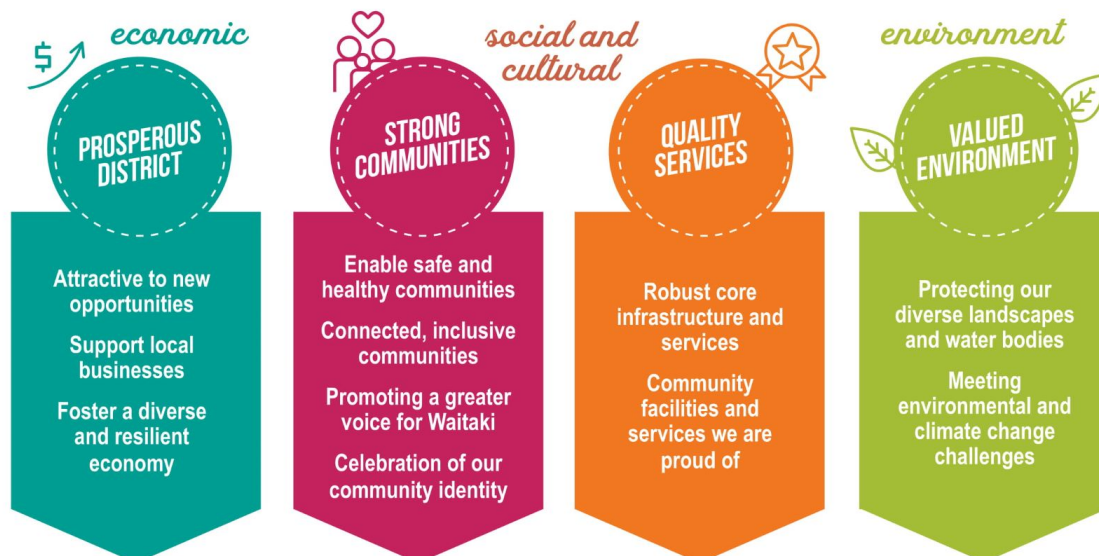 economic
$
PROSPEROUS
DISTRICT
Attractive to new
opportunities
Support local
businesses
Foster a diverse
and resilient
economy
social and
cultural
STRONG
COMMUNITIES
Enable safe and
healthy communities
Connected, inclusive
communities
Promoting a greater
voice for Waitaki
Celebration of our
community identity
QUALITY
SERVICES
Robust core
infrastructure and
services
Community
facilities and
services we are
proud of
environment
VALUED
ENVIRONMENT
Protecting our
diverse landscapes
and water bodies
Meeting
environmental and
climate change
challenges